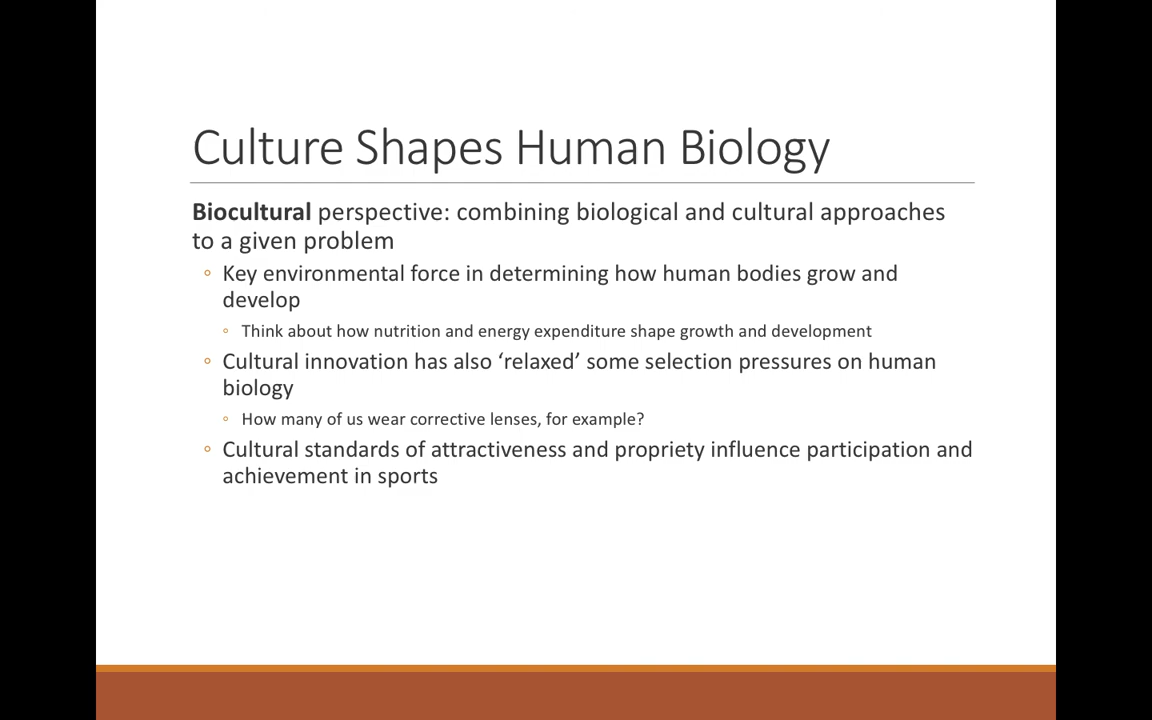 Culture Shapes Human Biology
Biocultural perspective: combining biological and cultural approaches
to a given problem
◦ Key environmental force in determining how human bodies grow and
develop
◦ Think about how nutrition and energy expenditure shape growth and development
◦ Cultural innovation has also ‘relaxed’ some selection pressures on human
biology
◦ How many of us wear corrective lenses, for example?
◦ Cultural standards of attractiveness and propriety influence participation and
achievement in sports